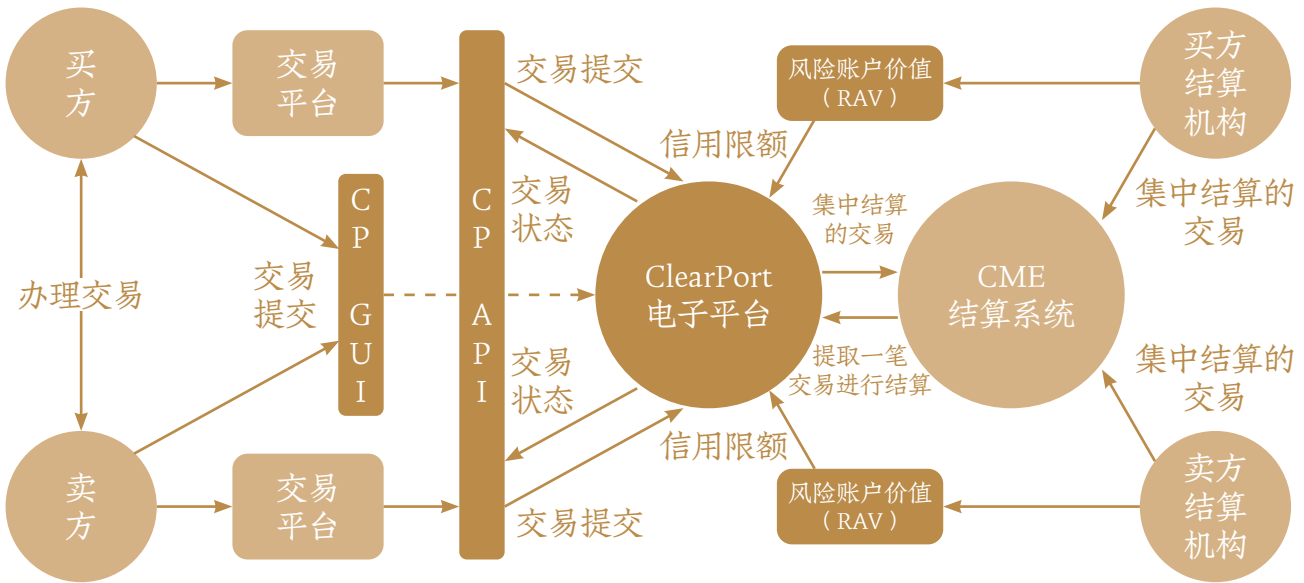 买
方
交易
平台
交易提交
风险账户价值
（RAV）
买方
结算
机构
信用限额
C
P
G
U
I
C
P
A
P
I
交易
状态
集中结算
的交易
集中结算的
交易
办理交易
交易
提交
ClearPort
电子平台
CME
结算系统
提取一笔
交易进行结算
交易
状态
集中结算的
交易
信用限额
卖
方
交易
平台
交易提交
风险账户价值
（RAV）
卖方
结算
机构